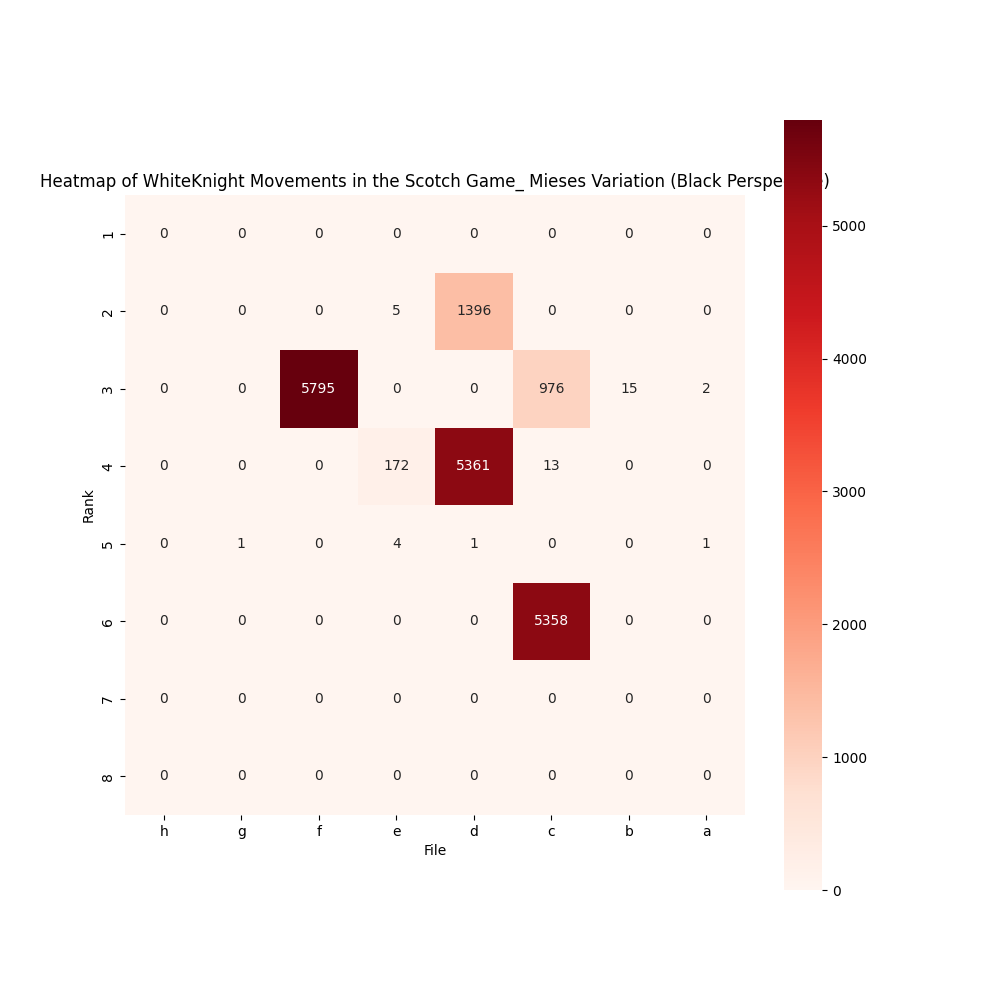 Heatmap of WhiteKnight Movements in the Scotch Game_ Mieses Variation (Black Perspe e)
1 0 0 0 0 0 0 0 0
2 0 0 0 5 1396 0 0 0
3 0 0 5795 0 0 976 15 2
4 0 0 0 172 5361 13 0 0
5 0 1 0 4 1 0 0 1
6 0 0 0 0 0 5358 0 0
7 0 0 0 0 0 0 0 0
8 0 0 0 0 0 0 0 0
h g f e d c b a
File
Rank
5000
4000
3000
2000
1000
0